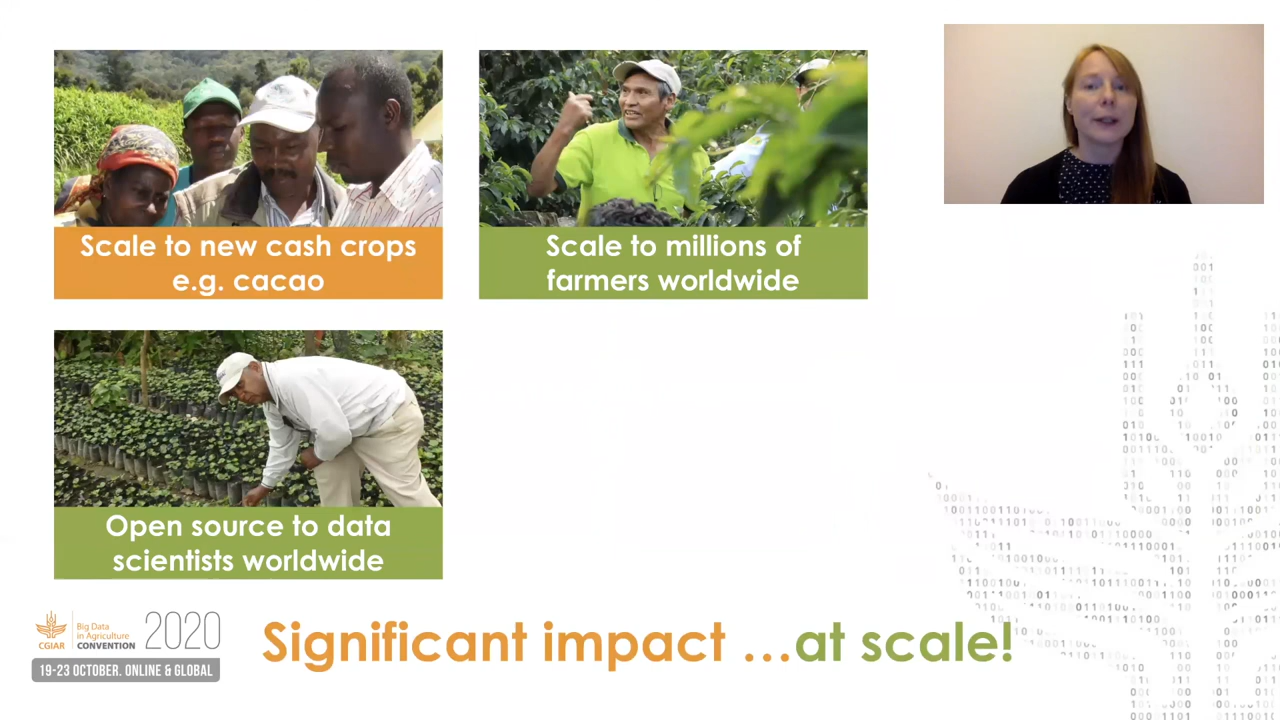 Scale to new cash crops
e.g. cacao
Scale to millions of
farmers worldwide
Open source to data
scientists worldwide
CGIAR
Big Data
in Agriculture
CONVENTION
2020
19-23 OCTOBER. ONLINE & GLOBAL
Significant impact ...at scale!